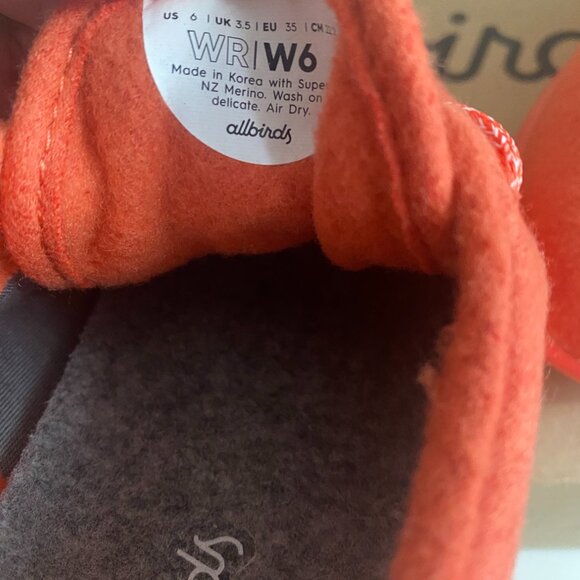 US 6 | UK 3.5 | EU 35 | CM
WR|W6
Made in Korea with Supe
NZ Merino. Wash on
delicate. Air Dry.
allbirds